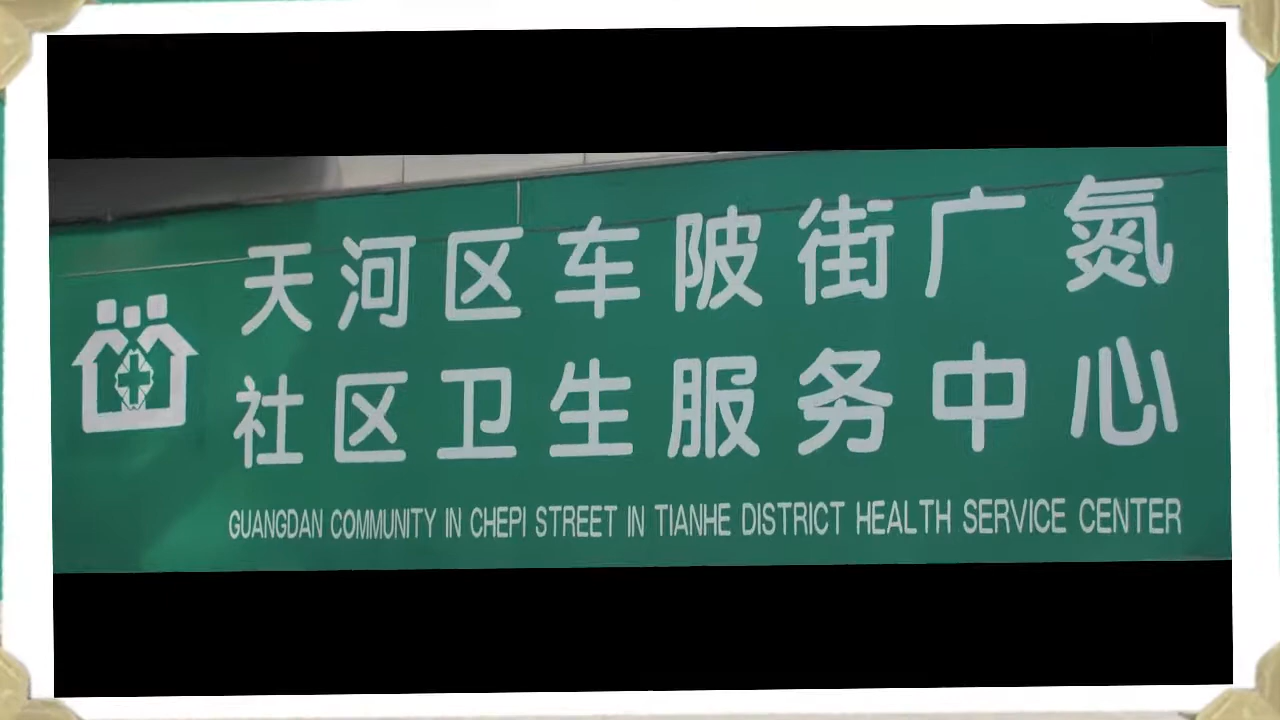 天河区车陂街广氮
社区卫生服务中心
GUANGDAN COMMUNITY IN CHEPI STREET IN TIANHE DISTRICT HEALTH SERVICE CENTER